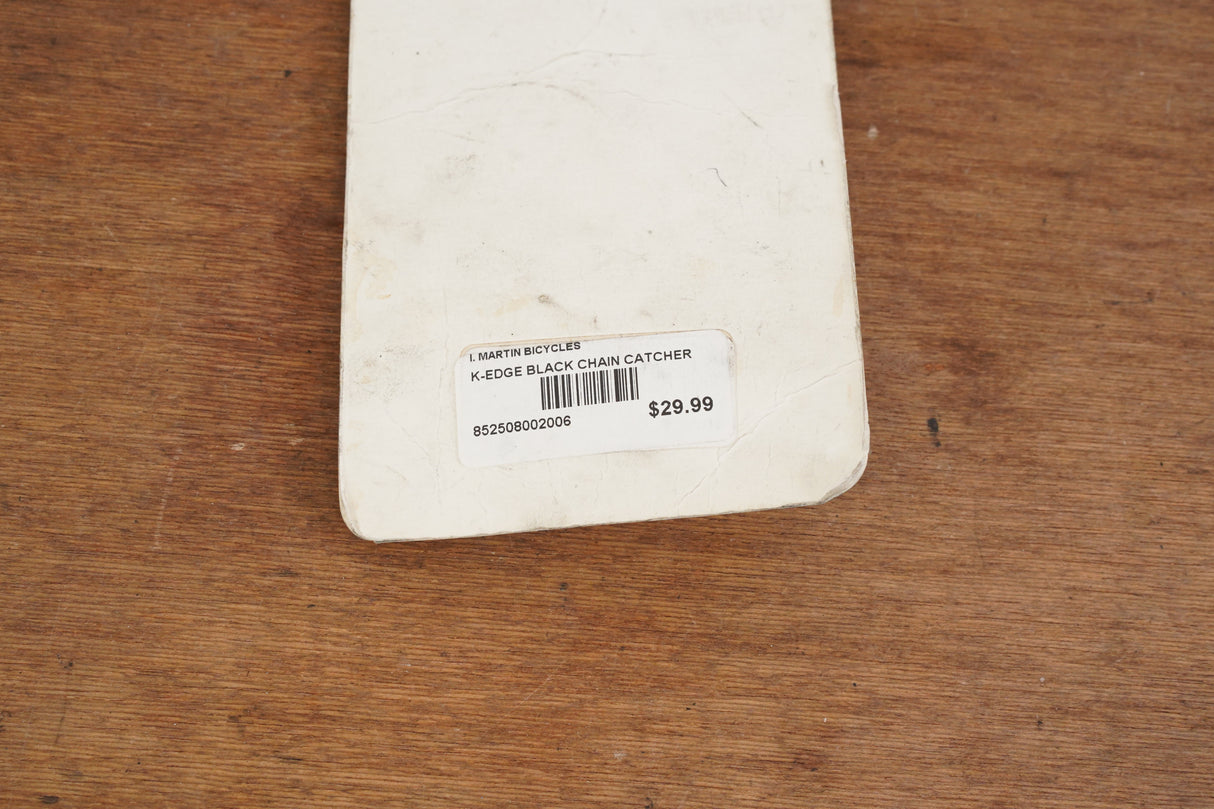 I. MARTIN BICYCLES
K-EDGE BLACK CHAIN CATCHER
852508002006
$29.99